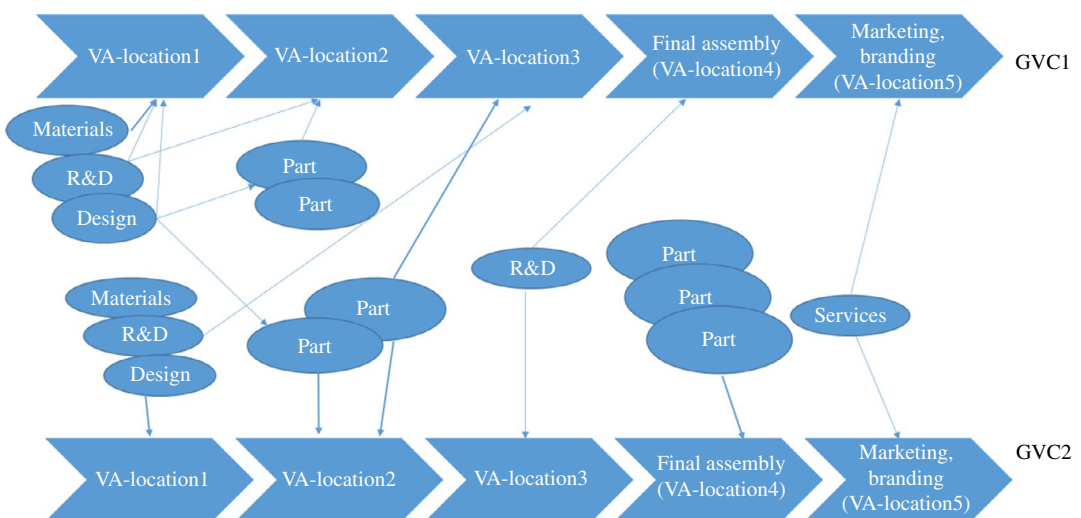 VA-location1
VA-location2
VA-location3
Final assembly
(VA-location4)
Marketing,
branding
(VA-location5)
GVC1
Materials
R&D
Design
Part
Part
Materials
R&D
Design
Part
Part
R&D
Part
Part
Part
Services
VA-location1
VA-location2
VA-location3
Final assembly
(VA-location4)
Marketing,
branding
(VA-location5)
GVC2